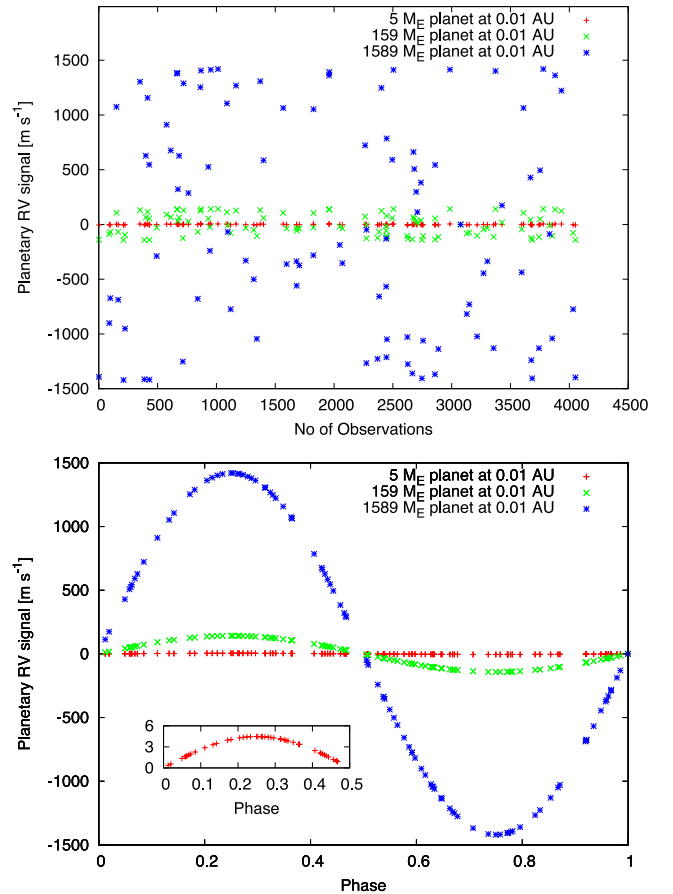 5 M_E planet at 0.01 AU
159 M_E planet at 0.01 AU
1589 M_E planet at 0.01 AU
1500
1000
500
0
-500
-1000
-1500
Planetary RV signal [m s⁻¹]
0 500 1000 1500 2000 2500 3000 3500 4000 4500
No of Observations
5 M_E planet at 0.01 AU
159 M_E planet at 0.01 AU
1589 M_E planet at 0.01 AU
1500
1000
500
0
-500
-1000
-1500
Planetary RV signal [m s⁻¹]
6
3
0
0 0.1 0.2 0.3 0.4 0.5
Phase
0 0.2 0.4 0.6 0.8 1
Phase